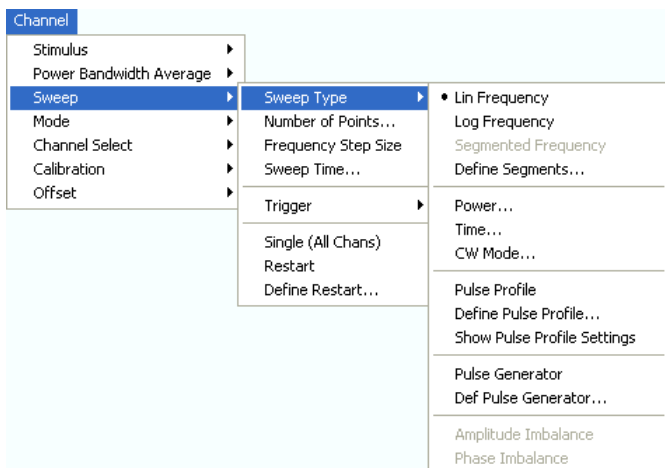 Channel
Stimulus
Power Bandwidth Average
Sweep
Mode
Channel Select
Calibration
Offset
Sweep Type
Number of Points...
Frequency Step Size
Sweep Time...
Trigger
Single (All Chans)
Restart
Define Restart...
Lin Frequency
Log Frequency
Segmented Frequency
Define Segments...
Power...
Time...
CW Mode...
Pulse Profile
Define Pulse Profile...
Show Pulse Profile Settings
Pulse Generator
Def Pulse Generator...
Amplitude Imbalance
Phase Imbalance